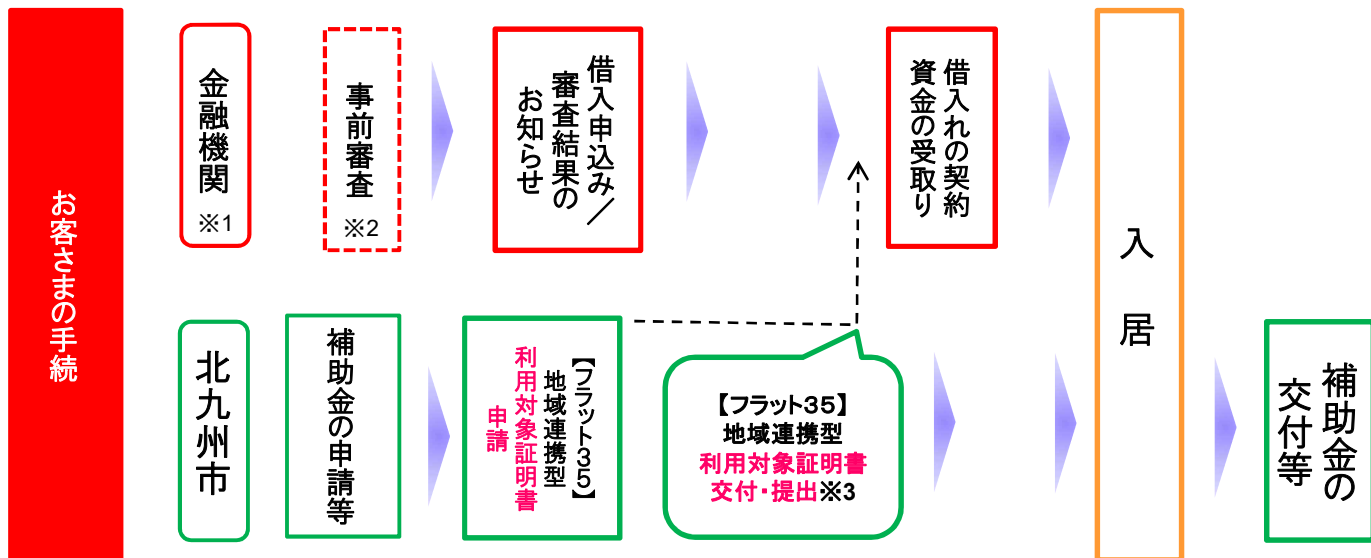 お客さまの手続
金融機関
※1
事前審査
※2
借入申込み／
審査結果の
お知らせ
借入れの契約
資金の受取り
入居
北九州市
補助金の申請等
【フラット35】
地域連携型
利用対象証明書
申請
【フラット35】
地域連携型
利用対象証明書
交付・提出※3
補助金の
交付等